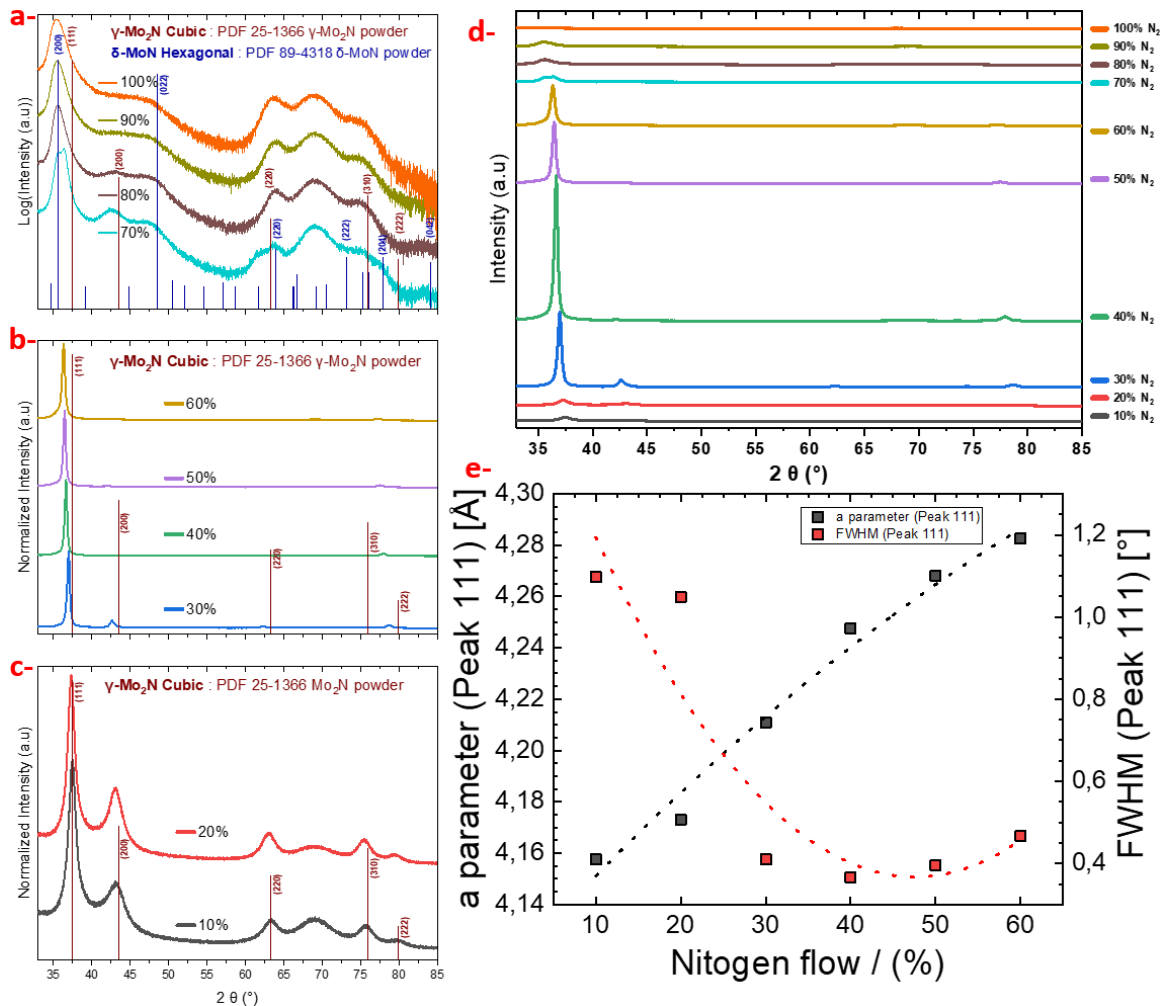 a-
γ-Mo₂N Cubic : PDF 25-1366 γ-Mo₂N powder
δ-MoN Hexagonal : PDF 89-4318 δ-MoN powder
(200)
(111)
100%
(022)
90%
(200)
80%
70%
(220)
(220)
(222)
(310)
(204)
(222)
(042)
Log(Intensity (a.u))
b-
γ-Mo₂N Cubic : PDF 25-1366 γ-Mo₂N powder
(111)
60%
50%
(200)
40%
(220)
(310)
30%
(222)
Normalized Intensity (a.u)
c-
γ-Mo₂N Cubic : PDF 25-1366 Mo₂N powder
(111)
20%
(200)
(310)
(220)
10%
(222)
Normalized Intensity (a.u)
35 40 45 50 55 60 65 70 75 80 85
2 θ (°)
d-
100% N₂
90% N₂
80% N₂
70% N₂
60% N₂
50% N₂
40% N₂
30% N₂
20% N₂
10% N₂
Intensity (a.u)
35 40 45 50 55 60 65 70 75 80 85
2 θ (°)
e-
a parameter (Peak 111) [Å]
4,30
4,28
4,26
4,24
4,22
4,20
4,18
4,16
4,14
a parameter (Peak 111)
FWHM (Peak 111)
1,2
1,0
0,8
0,6
0,4
FWHM (Peak 111) [°]
10 20 30 40 50 60
Nitogen flow / (%)